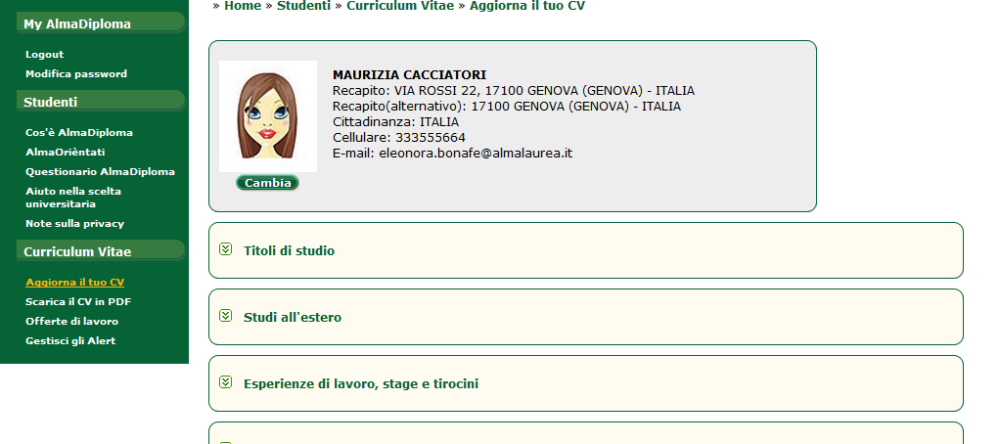 » Home » Studenti » Curriculum Vitae » Aggiorna il tuo CV
My AlmaDiploma
Logout
Modifica password
Studenti
Cos'è AlmaDiploma
AlmaOrièntati
Questionario AlmaDiploma
Aiuto nella scelta
universitaria
Note sulla privacy
Curriculum Vitae
Aggiorna il tuo CV
Scarica il CV in PDF
Offerte di lavoro
Gestisci gli Alert
MAURIZIA CACCIATORI
Recapito: VIA ROSSI 22, 17100 GENOVA (GENOVA) - ITALIA
Recapito(alternativo): 17100 GENOVA (GENOVA) - ITALIA
Cittadinanza: ITALIA
Cellulare: 333555664
E-mail: eleonora.bonafe@almalaurea.it
Cambia
Titoli di studio
Studi all'estero
Esperienze di lavoro, stage e tirocini